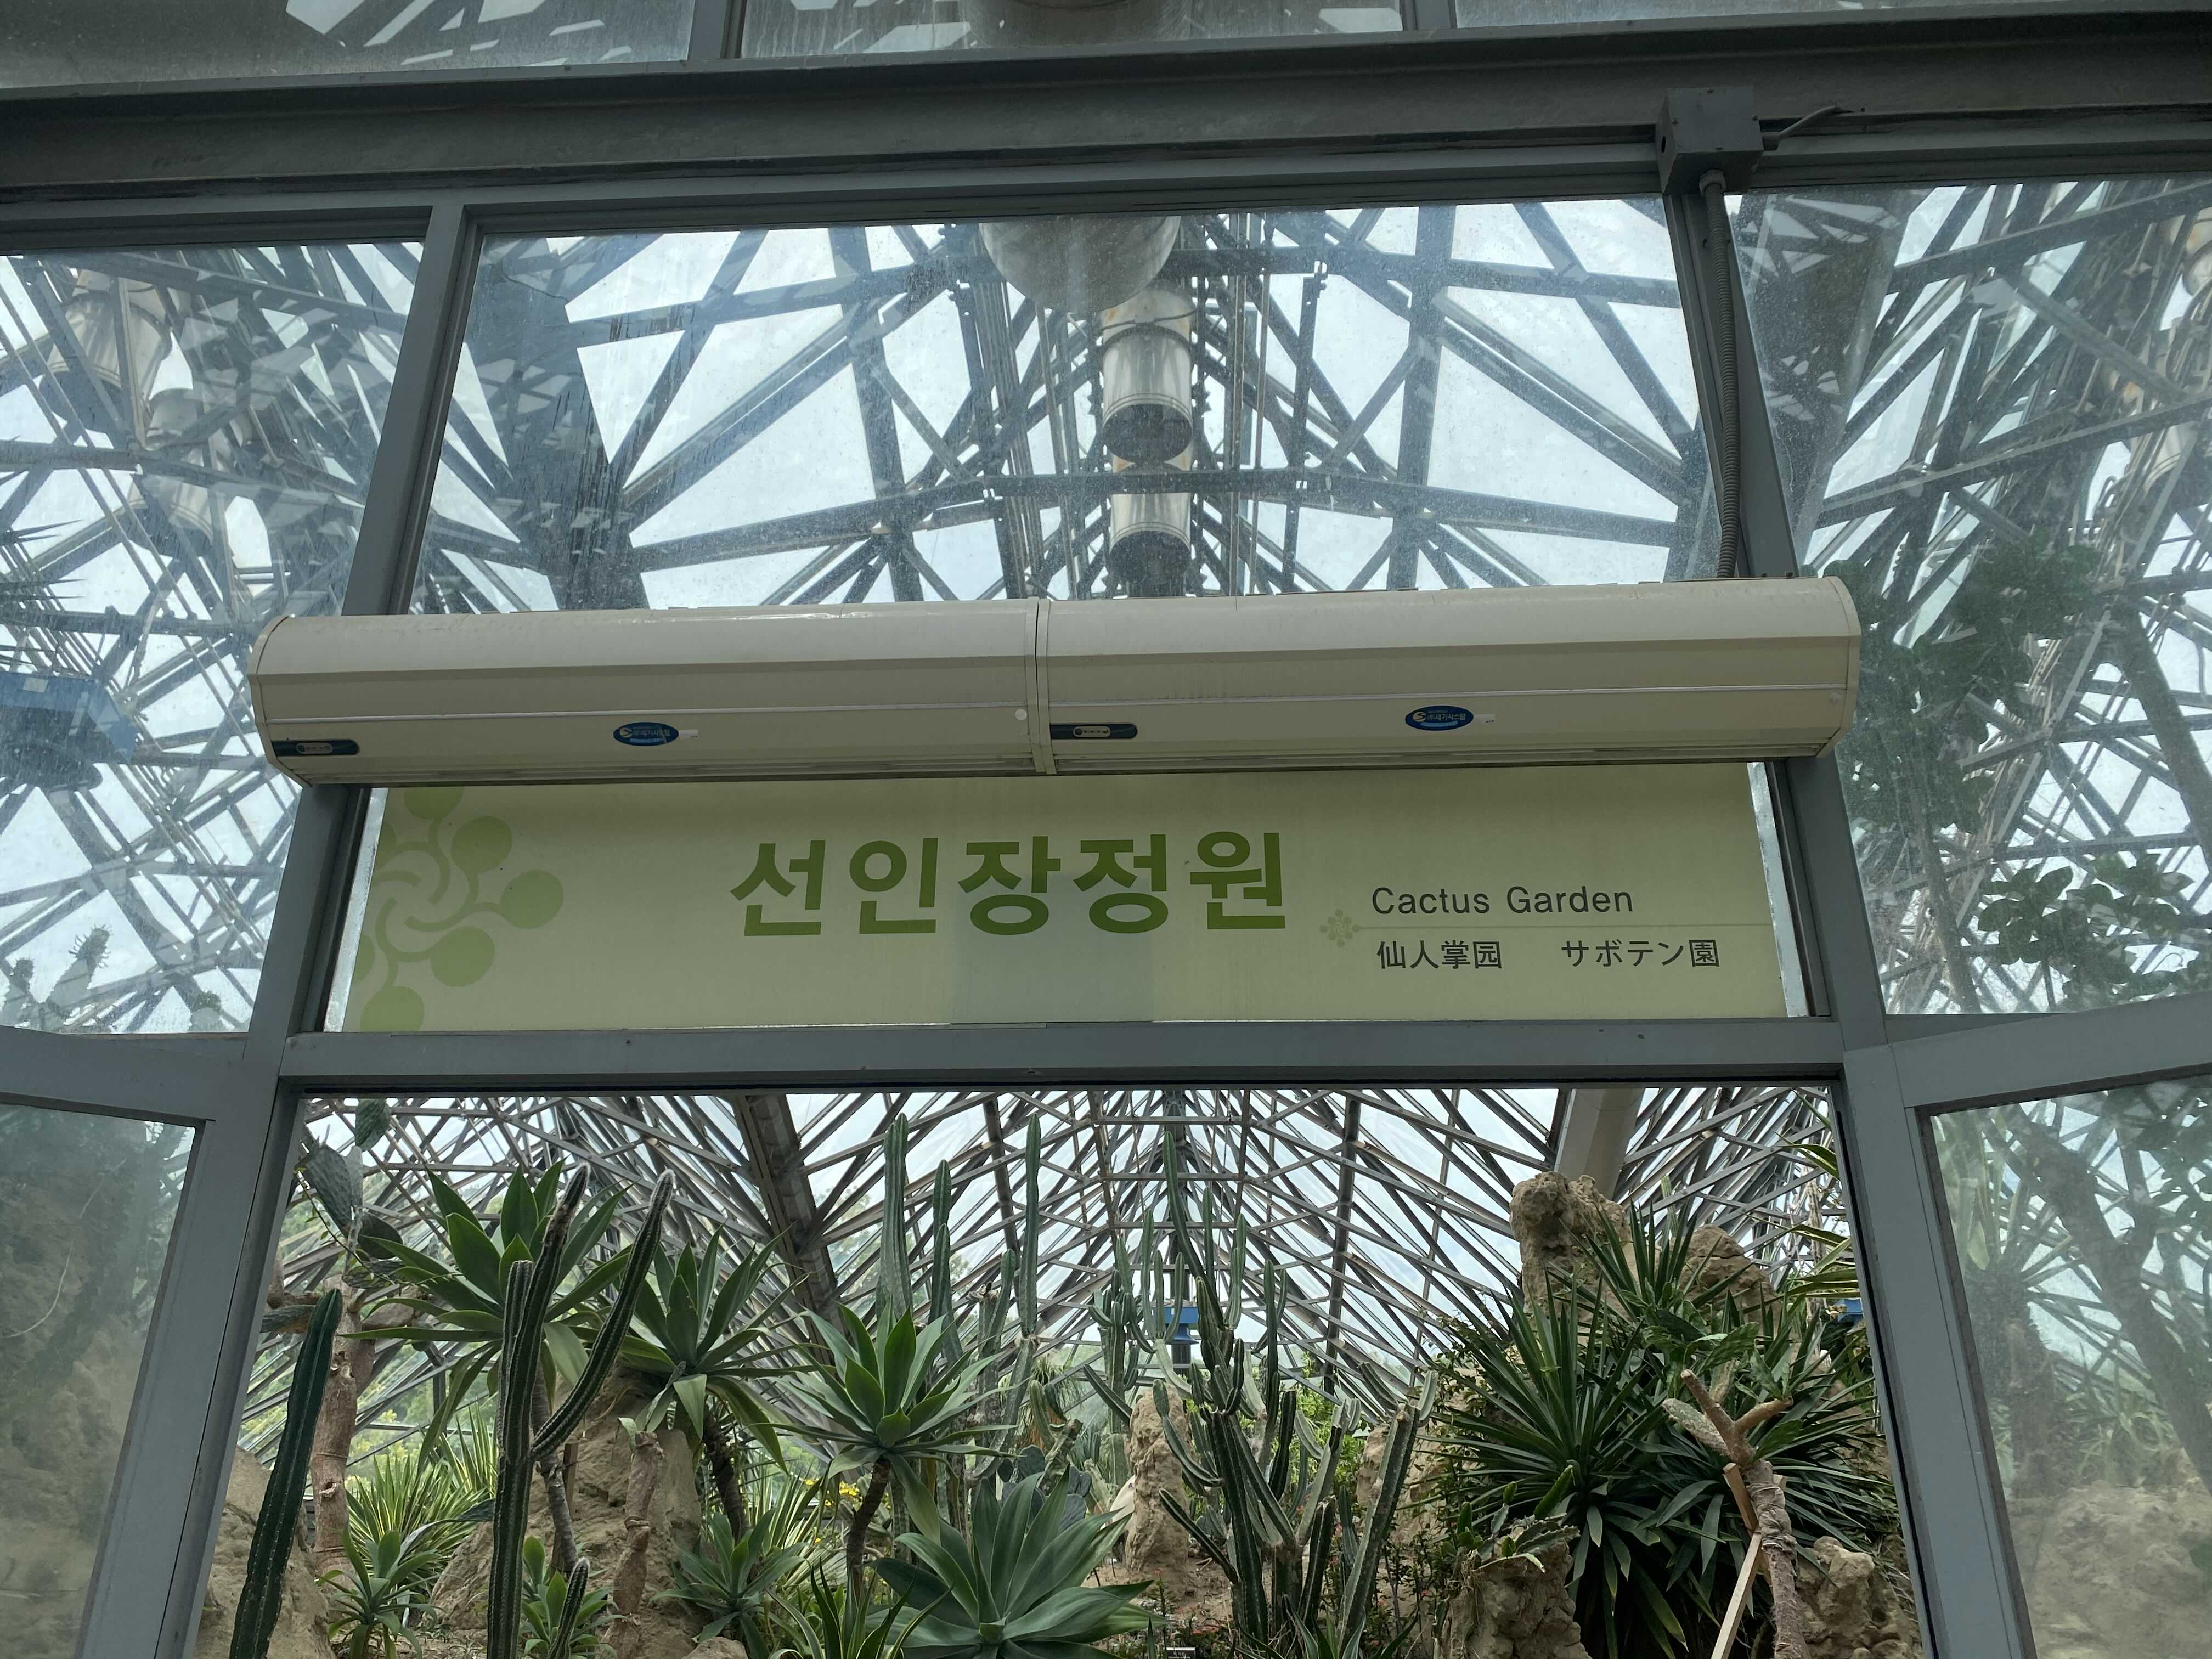 선인장정원
Cactus Garden
仙人掌园 サボテン園